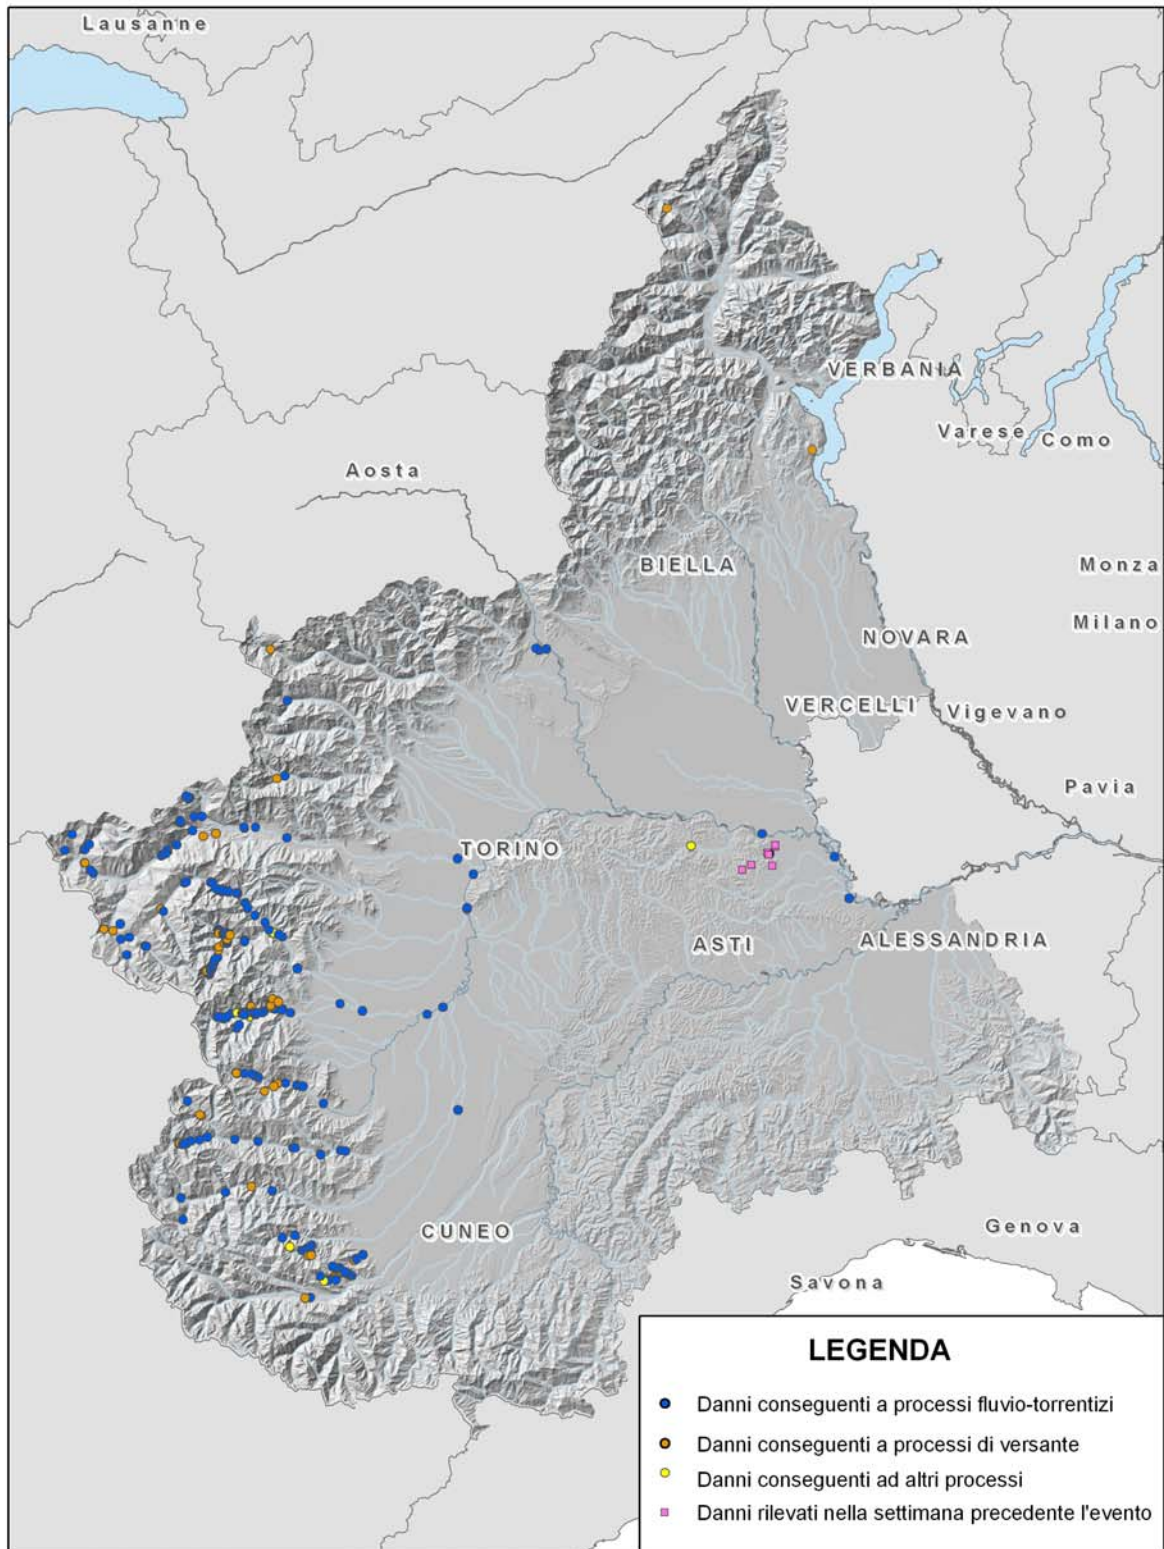 Lausanne
VERBANIA
Varese
Como
Aosta
BIELLA
Monza
Milano
NOVARA
VERCELLI
Vigevano
Pavia
TORINO
ASTI
ALESSANDRIA
CUNEO
Genova
Savona
LEGENDA
Danni conseguenti a processi fluvio-torrentizi
Danni conseguenti a processi di versante
Danni conseguenti ad altri processi
Danni rilevati nella settimana precedente l'evento